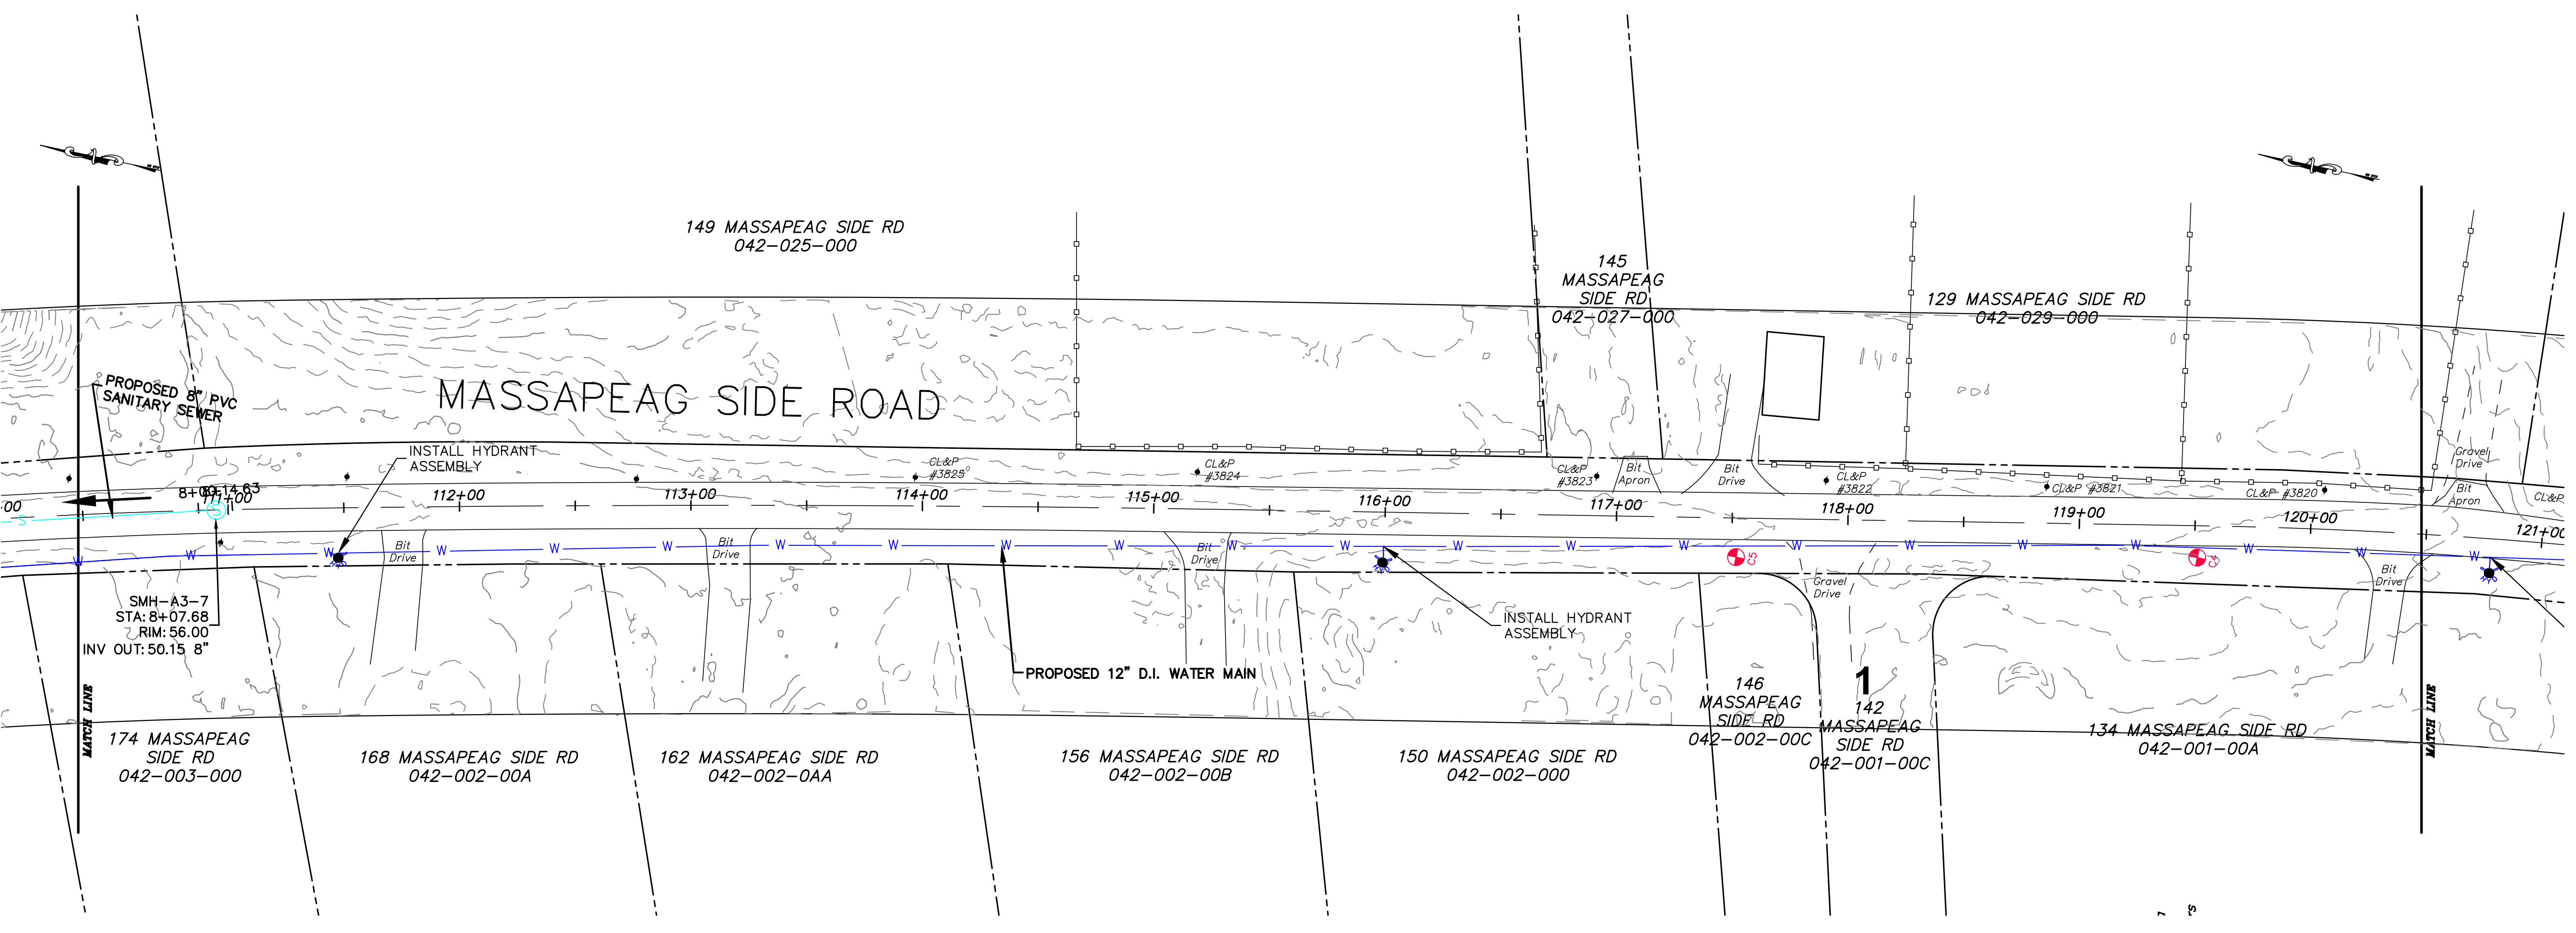 149 MASSAPEAG SIDE RD
042-025-000
145
MASSAPEAG
SIDE RD
042-027-000
129 MASSAPEAG SIDE RD
042-029-000
PROPOSED 8" PVC
SANITARY SEWER
MASSAPEAG SIDE ROAD
INSTALL HYDRANT
ASSEMBLY
CL&P
#3825
CL&P
#3824
CL&P
#3823
Bit
Apron
Bit
Drive
CL&P
#3822
CL&P #3821
CL&P #3820
Gravel
Drive
Bit
Apron
CL&P
111+00
112+00
113+00
114+00
115+00
116+00
117+00
118+00
119+00
120+00
121+00
S
S
W W W W W W W W W W W W W W W W W W W W W W
Bit
Drive
Bit
Drive
Bit
Drive
C5
C4
Gravel
Drive
Bit
Drive
SMH-A3-7
STA: 8+07.68
RIM: 56.00
INV OUT: 50.15 8"
INSTALL HYDRANT
ASSEMBLY
PROPOSED 12" D.I. WATER MAIN
MATCH LINE
MATCH LINE
174 MASSAPEAG
SIDE RD
042-003-000
168 MASSAPEAG SIDE RD
042-002-00A
162 MASSAPEAG SIDE RD
042-002-0AA
156 MASSAPEAG SIDE RD
042-002-00B
150 MASSAPEAG SIDE RD
042-002-000
146
MASSAPEAG
SIDE RD
042-002-00C
1
142
MASSAPEAG
SIDE RD
042-001-00C
134 MASSAPEAG SIDE RD
042-001-00A